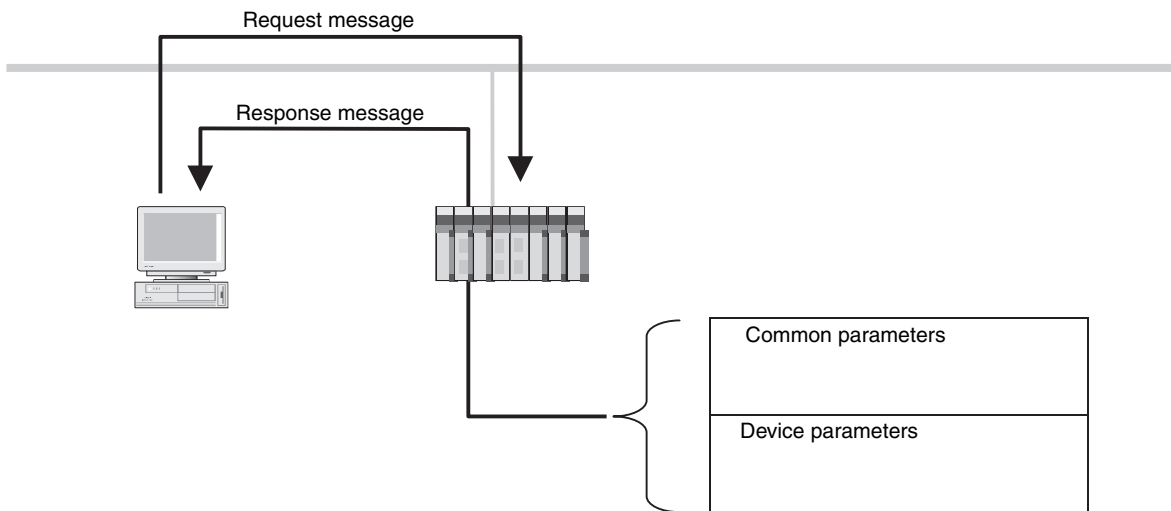 Request message
Response message
Common parameters
Device parameters